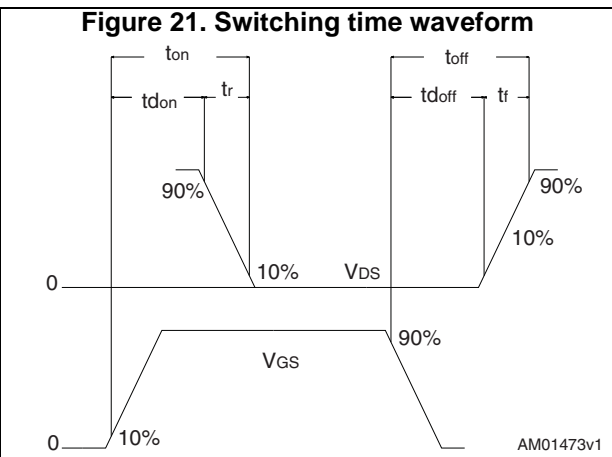 Figure 21. Switching time waveform
ton
toff
tdon
tr
tdoff
tf
90%
90%
10%
10%
0
VDS
90%
VGS
0
10%
AM01473v1